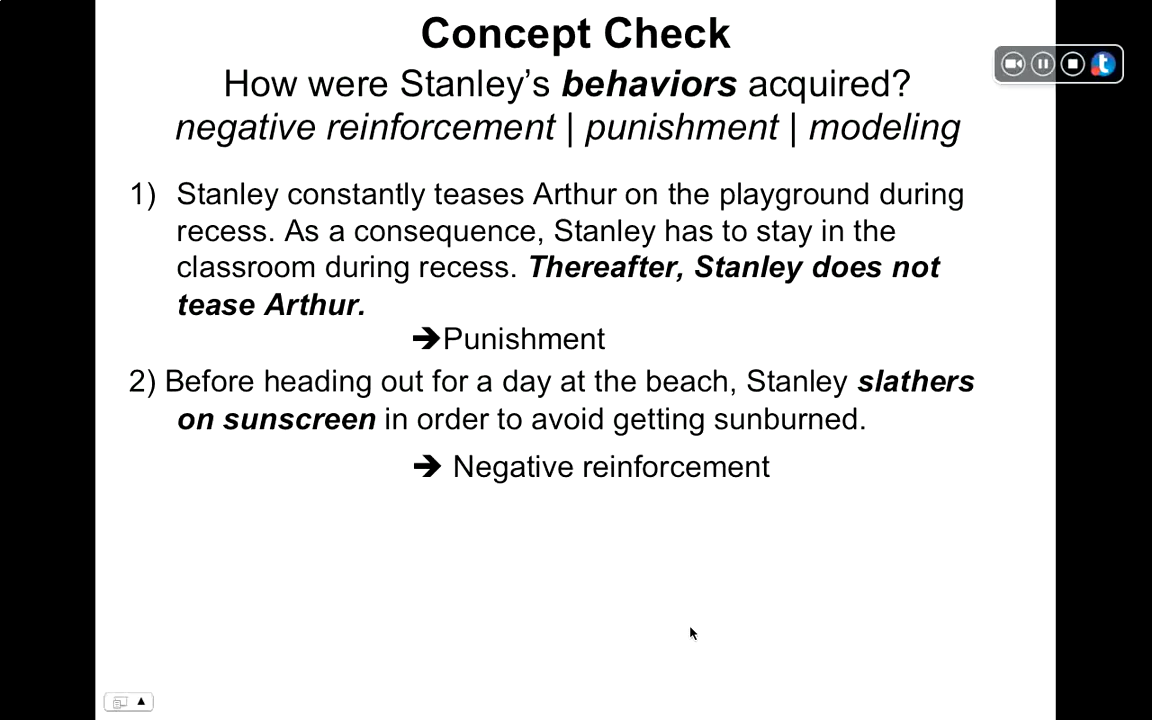 Concept Check
How were Stanley’s behaviors acquired?
negative reinforcement | punishment | modeling
1) Stanley constantly teases Arthur on the playground during
recess. As a consequence, Stanley has to stay in the
classroom during recess. Thereafter, Stanley does not
tease Arthur.
➔Punishment
2) Before heading out for a day at the beach, Stanley slathers
on sunscreen in order to avoid getting sunburned.
➔ Negative reinforcement
t